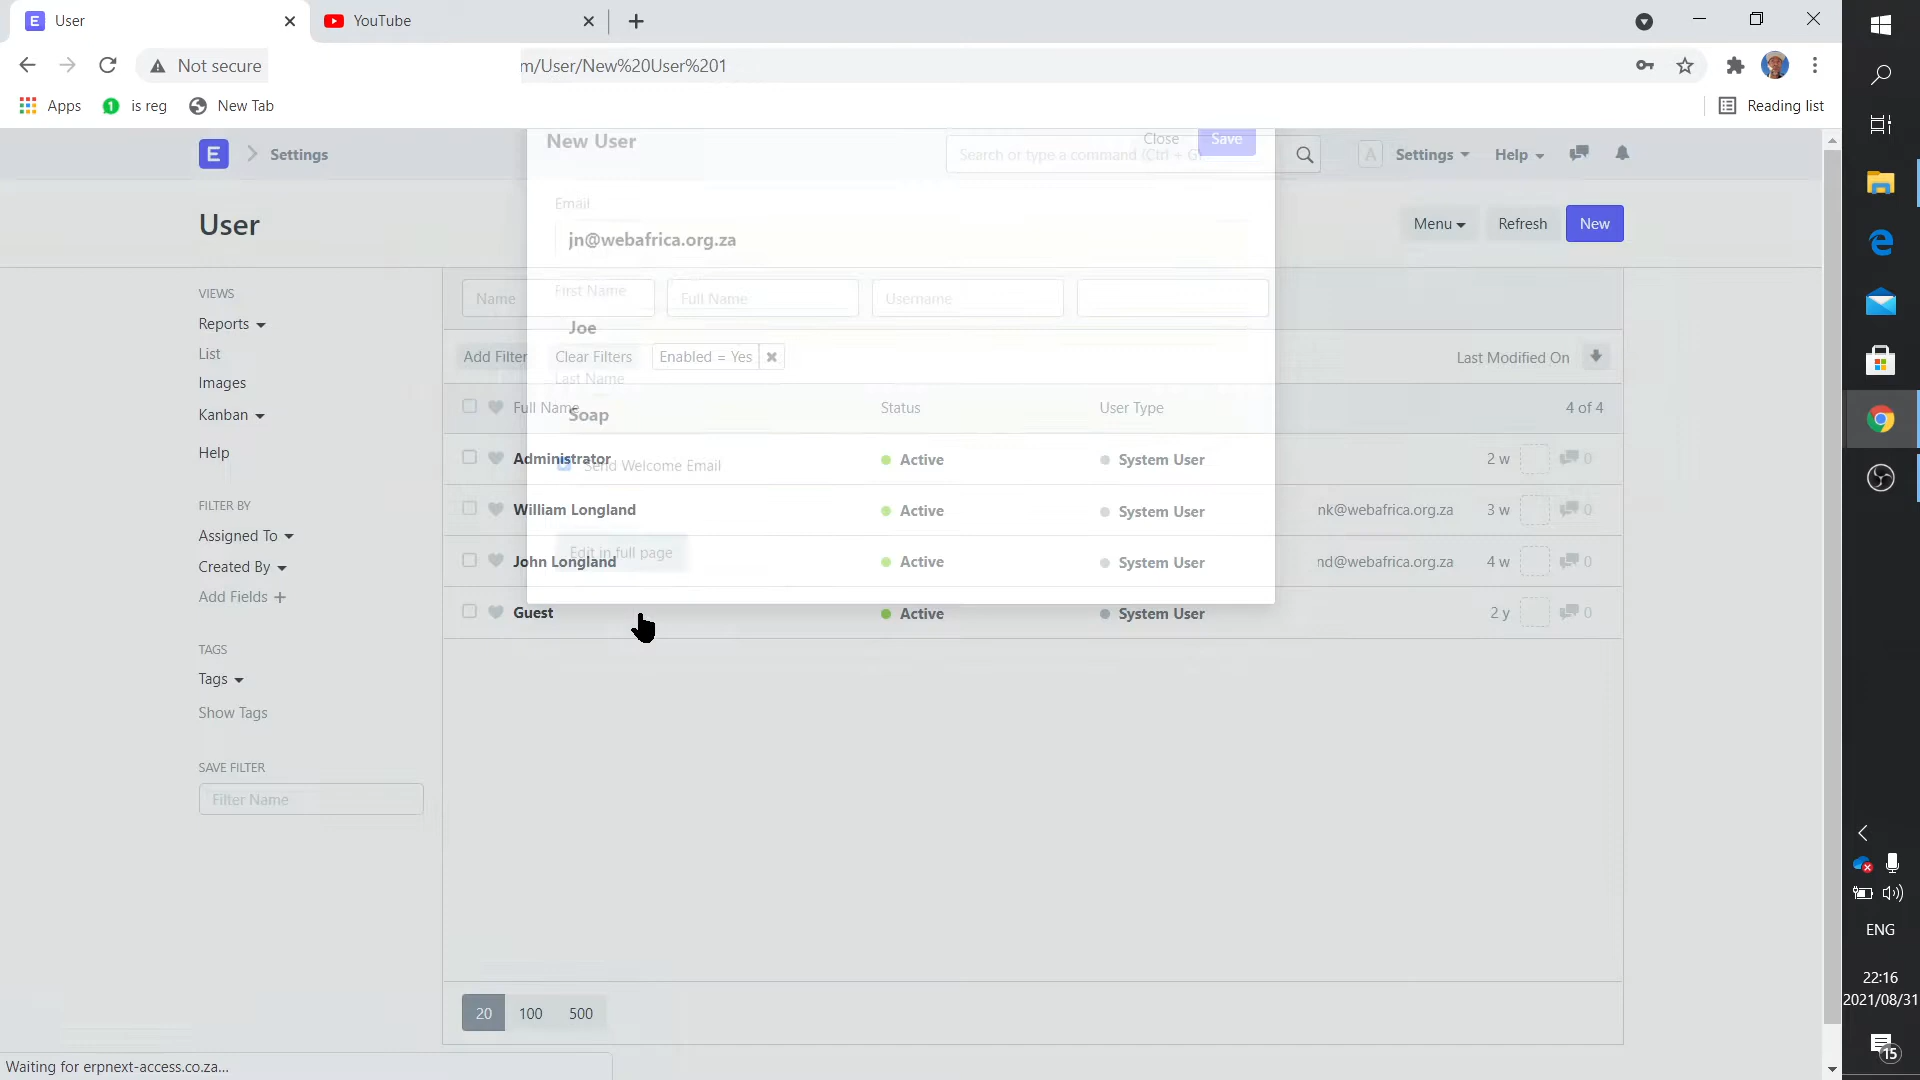 E User
YouTube
Not secure
m/User/New%20User%201
Apps
1 is reg
New Tab
Reading list
New User
Close
Save
E
Settings
Search or type a command (Ctrl + G)
A
Settings
Help
Email
jn@webafrica.org.za
User
Menu
Refresh
New
VIEWS
Reports
List
Images
Kanban
Help
FILTER BY
Assigned To
Created By
Add Fields +
TAGS
Tags
Show Tags
SAVE FILTER
Filter Name
First Name
Name
Full Name
Username
Joe
Add Filter
Clear Filters
Enabled = Yes
Last Modified On
Last Name
Soap
Full Name
Status
User Type
4 of 4
Administrator
Active
System User
2 w
0
Send Welcome Email
William Longland
Active
System User
nk@webafrica.org.za
3 w
0
Edit in full page
John Longland
Active
System User
nd@webafrica.org.za
4 w
0
Guest
Active
System User
2 y
0
20
100
500
Waiting for erpnext-access.co.za...
ENG
22:16
2021/08/31
15